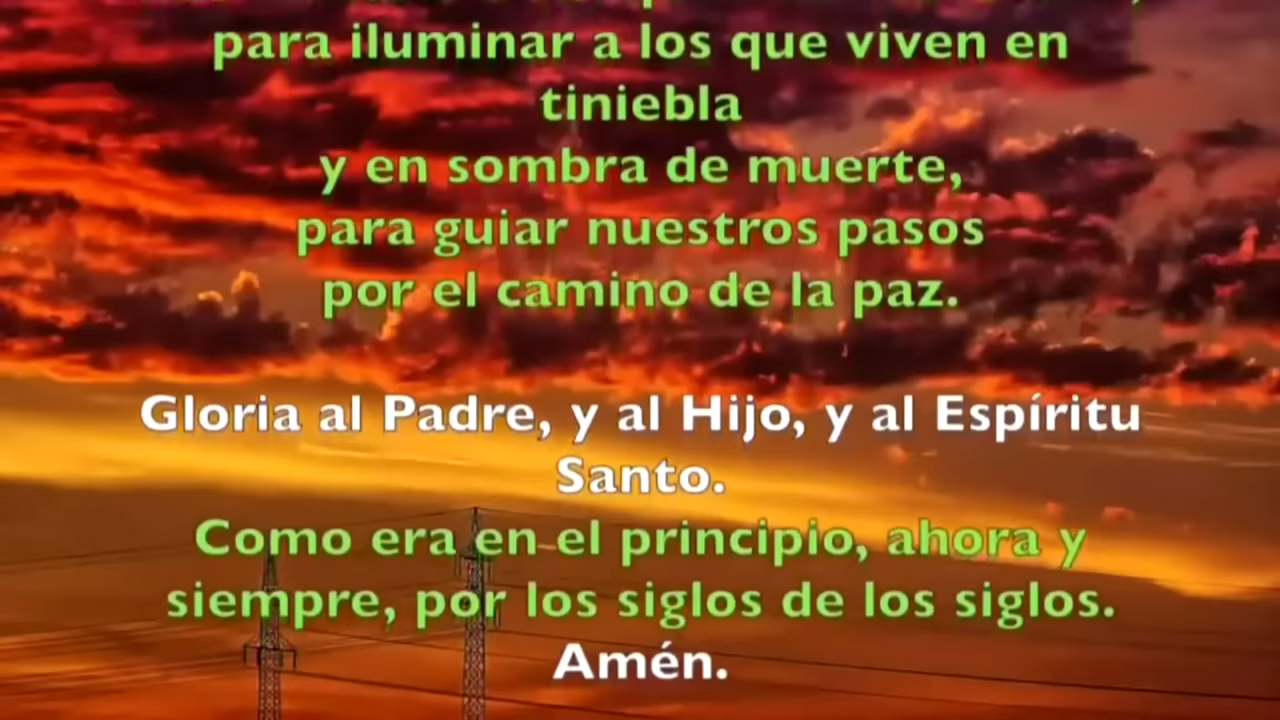 para iluminar a los que viven en
tiniebla
y en sombra de muerte,
para guiar nuestros pasos
por el camino de la paz.
Gloria al Padre, y al Hijo, y al Espíritu
Santo.
Como era en el principio, ahora y
siempre, por los siglos de los siglos.
Amén.